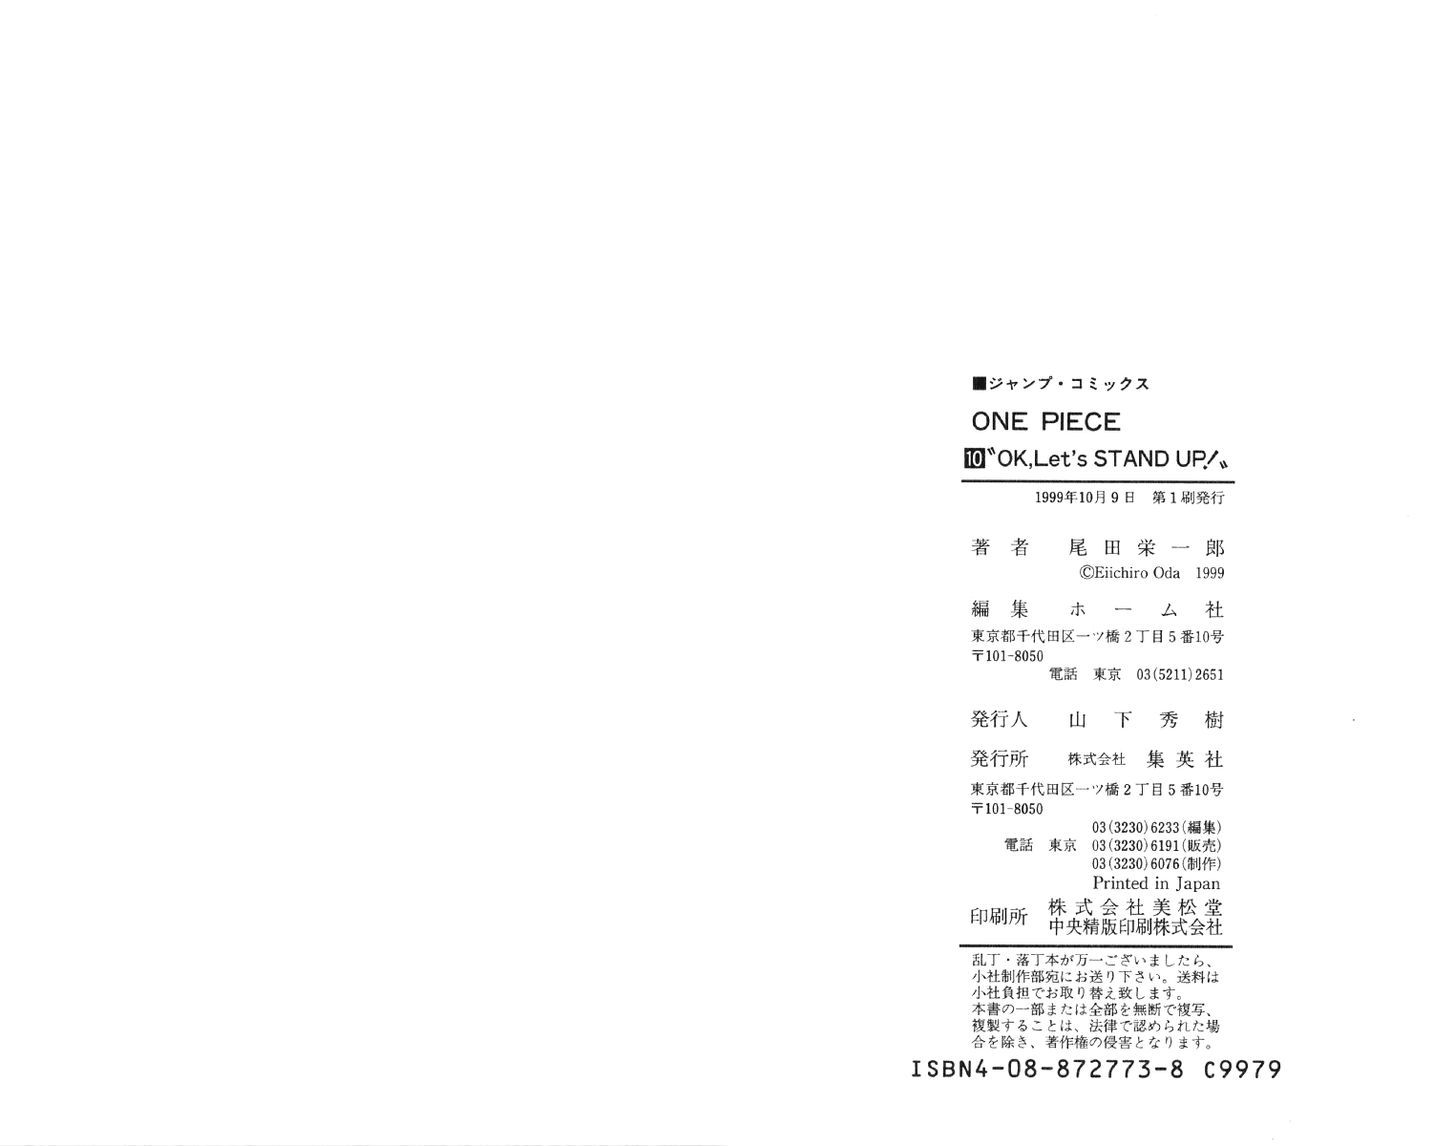 ■ジャンプ・コミックス
ONE PIECE
10〝OK,Let's STAND UP!〟
1999年10月9日　第1刷発行
著者　尾田栄一郎
©Eiichiro Oda　1999
編集　ホーム社
東京都千代田区一ツ橋2丁目5番10号
〒101-8050
電話　東京　03(5211)2651
発行人　山下秀樹
発行所　株式会社　集英社
東京都千代田区一ツ橋2丁目5番10号
〒101-8050
03(3230)6233(編集)
電話　東京　03(3230)6191(販売)
03(3230)6076(制作)
Printed in Japan
印刷所　株式会社美松堂
中央精版印刷株式会社
乱丁・落丁本が万一ございましたら、
小社制作部宛にお送り下さい。送料は
小社負担でお取り替え致します。
本書の一部または全部を無断で複写、
複製することは、法律で認められた場
合を除き、著作権の侵害となります。
ISBN4-08-872773-8 C9979